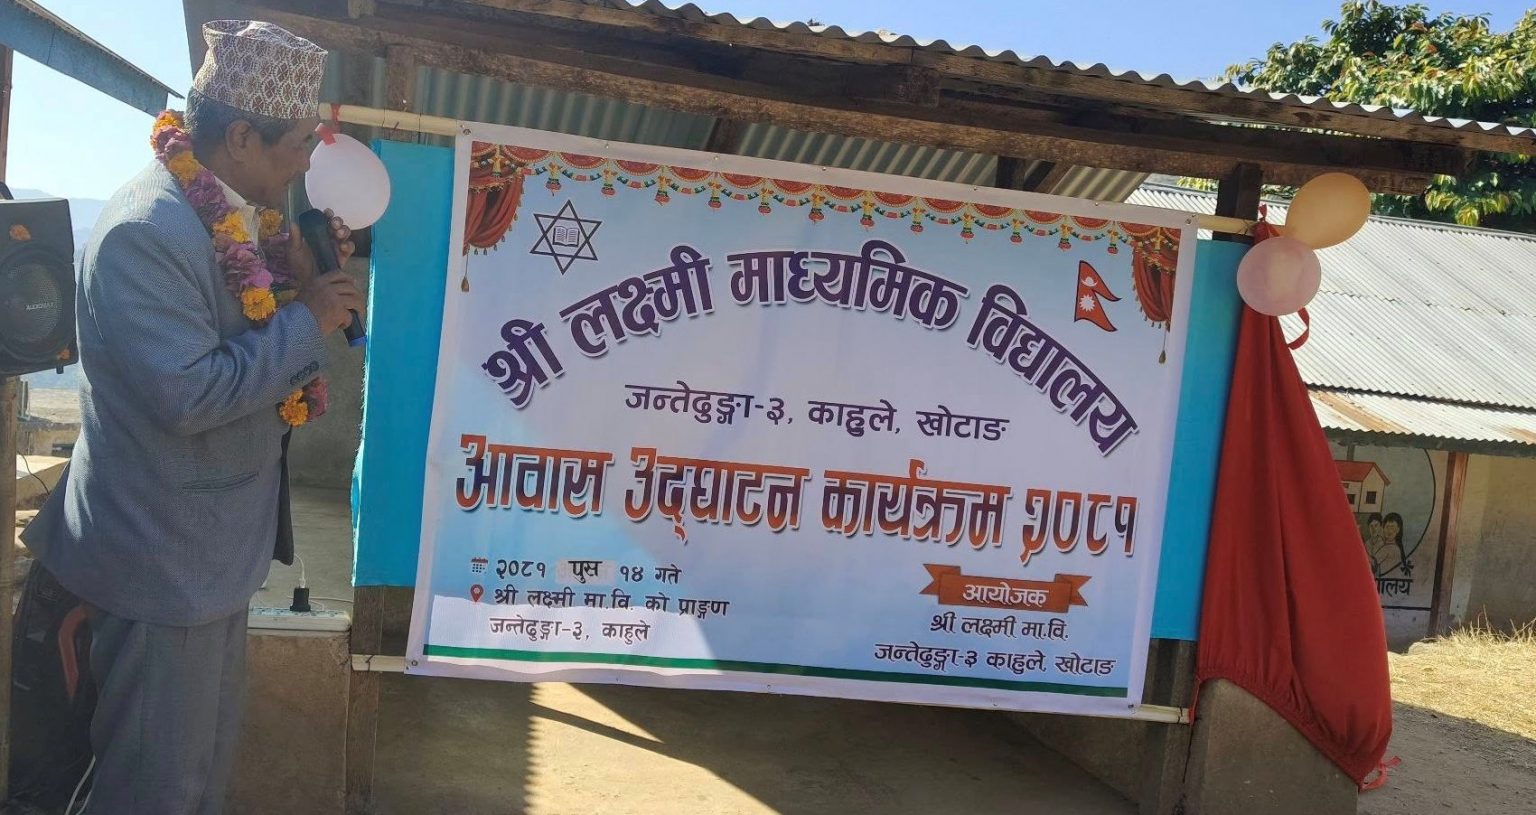 श्री लक्ष्मी माध्यमिक विद्यालय
जन्तेढुङ्गा-३, काहुले, खोटाङ
आवास उद्‌घाटन कार्यक्रम २०८१
२०८१ पुस १४ गते
श्री लक्ष्मी मा.वि. को प्राङ्गण
जन्तेढुङ्गा-३, काहुले
आयोजक
श्री लक्ष्मी मा.वि.
जन्तेढुङ्गा-३ काहुले, खोटाङ